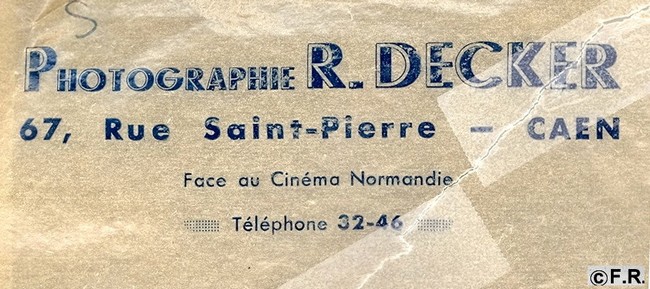 S
PHOTOGRAPHIE R. DECKER
67, Rue Saint-Pierre – CAEN
Face au Cinéma Normandie
Téléphone 32-46
©F.R.